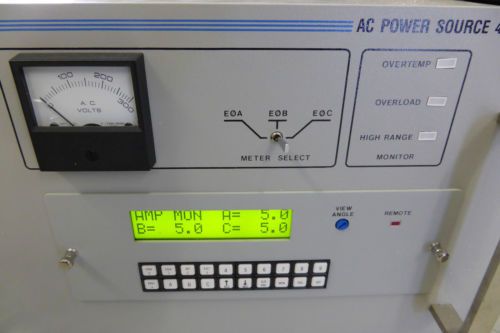 AC POWER SOURCE 4
100 200 300
A C
VOLTS
OVERTEMP
OVERLOAD
HIGH RANGE
MONITOR
EØA EØB EØC
METER SELECT
AMP MON A= 5.0
B= 5.0 C= 5.0
VIEW
ANGLE
REMOTE